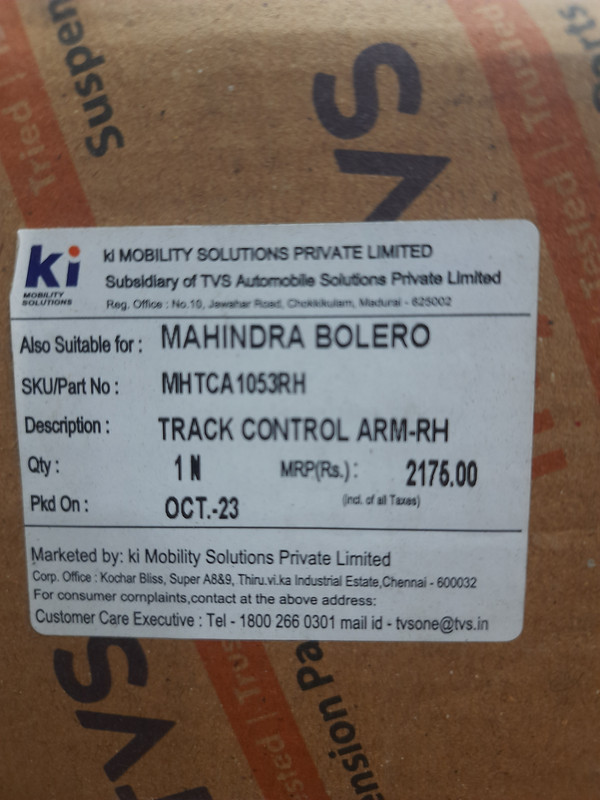 Suspen
Tried | Trusted
TVS
Tested | Trusted
ki
MOBILITY
SOLUTIONS
ki MOBILITY SOLUTIONS PRIVATE LIMITED
Subsidiary of TVS Automobile Solutions Private Limited
Reg. Office : No.10, Jawahar Road, Chokkikulam, Madurai - 625002
Also Suitable for : MAHINDRA BOLERO
SKU/Part No : MHTCA1053RH
Description : TRACK CONTROL ARM-RH
Qty : 1 N MRP(Rs.) : 2175.00
Pkd On : OCT.-23 (incl. of all Taxes)
Marketed by: ki Mobility Solutions Private Limited
Corp. Office : Kochar Bliss, Super A8&9, Thiru.vi.ka Industrial Estate,Chennai - 600032
For consumer complaints,contact at the above address:
Customer Care Executive : Tel - 1800 266 0301 mail id - tvsone@tvs.in
TVS
ested | Trus
ension Pa